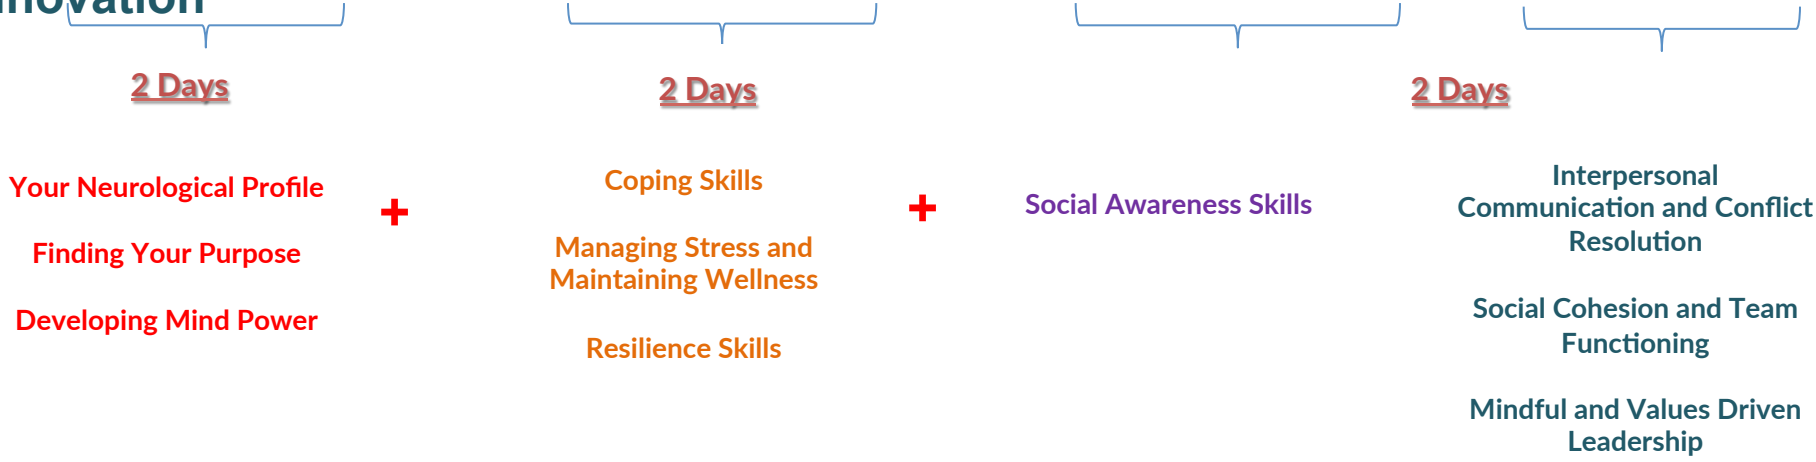 2 Days
2 Days
2 Days
Your Neurological Profile
Finding Your Purpose
Developing Mind Power
+
Coping Skills
Managing Stress and
Maintaining Wellness
Resilience Skills
+
Social Awareness Skills
Interpersonal
Communication and Conflict
Resolution
Social Cohesion and Team
Functioning
Mindful and Values Driven
Leadership